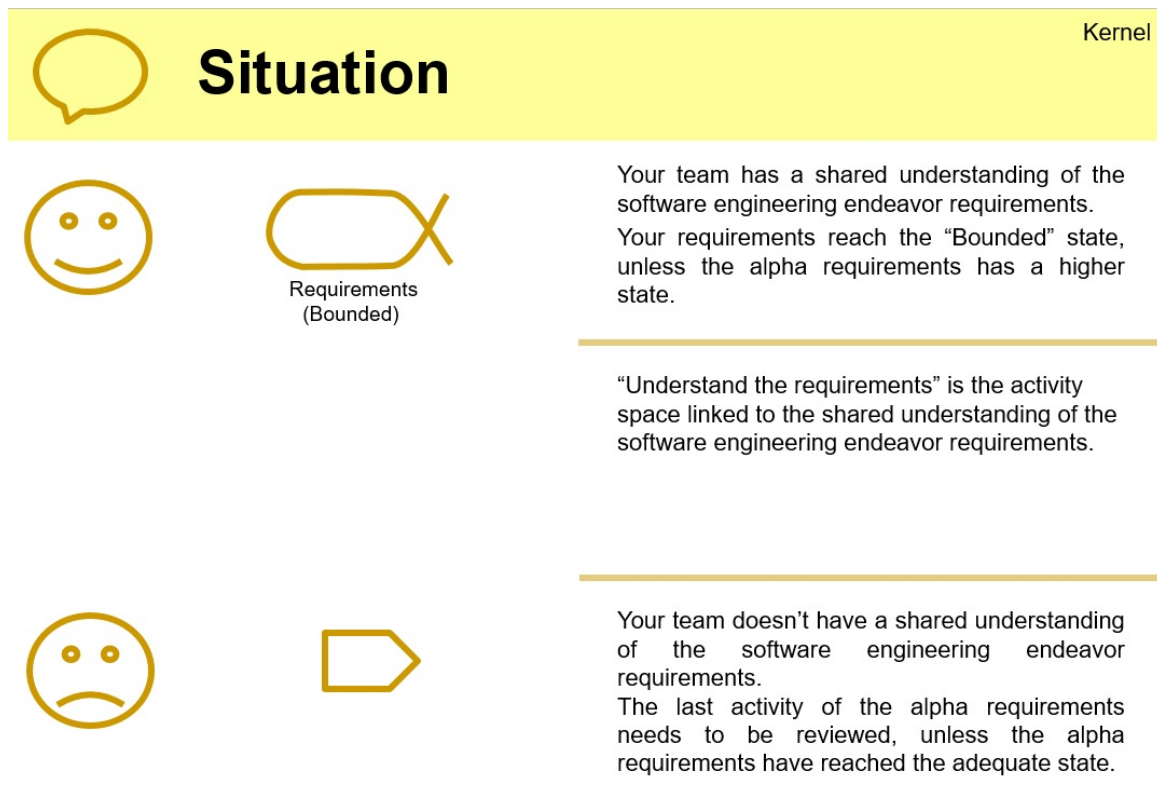 Kernel
Situation
Your team has a shared understanding of the
software engineering endeavor requirements.
Your requirements reach the “Bounded” state,
unless the alpha requirements has a higher
state.
Requirements
(Bounded)
“Understand the requirements” is the activity
space linked to the shared understanding of the
software engineering endeavor requirements.
Your team doesn’t have a shared understanding
of the software engineering endeavor
requirements.
The last activity of the alpha requirements
needs to be reviewed, unless the alpha
requirements have reached the adequate state.